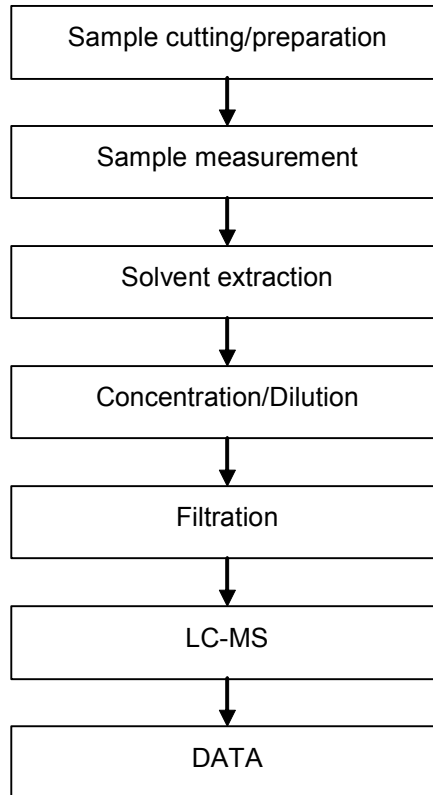 Sample cutting/preparation
Sample measurement
Solvent extraction
Concentration/Dilution
Filtration
LC-MS
DATA